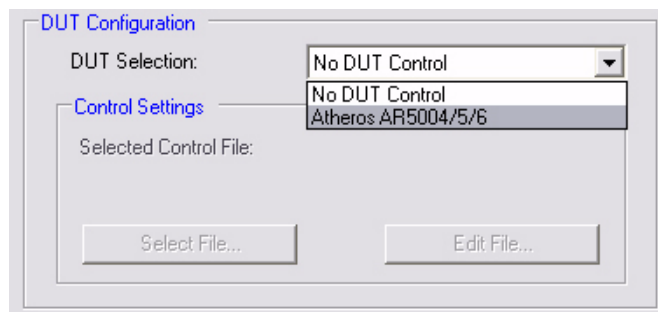 DUT Configuration
DUT Selection:
No DUT Control
No DUT Control
Atheros AR5004/5/6
Control Settings
Selected Control File:
Select File...
Edit File...